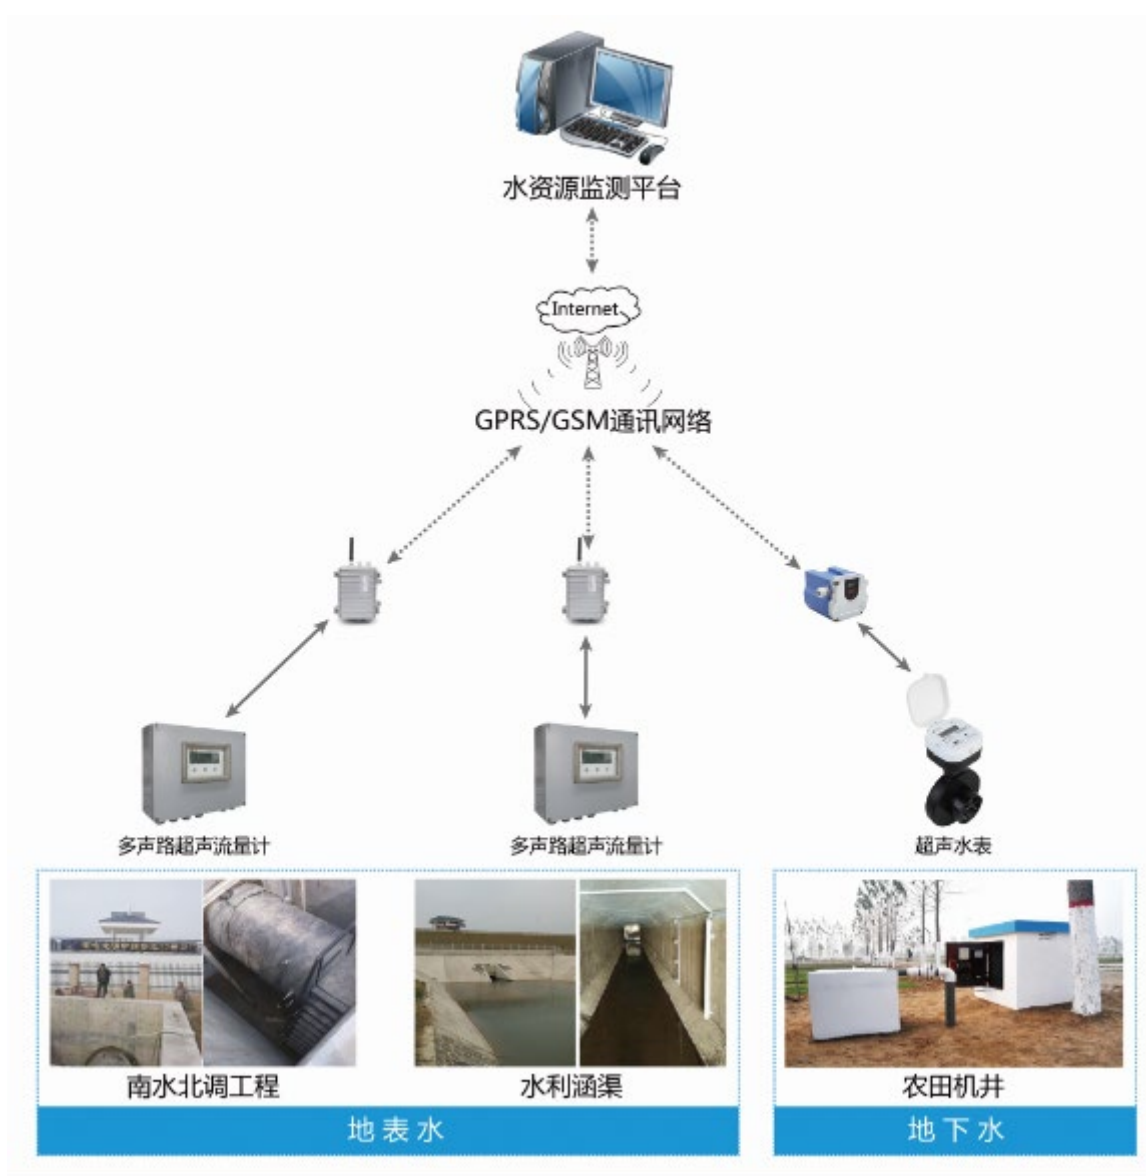 水资源监测平台
Internet
GPRS/GSM通讯网络
多声路超声流量计
多声路超声流量计
超声水表
南水北调工程
水利涵渠
农田机井
地表水
地下水